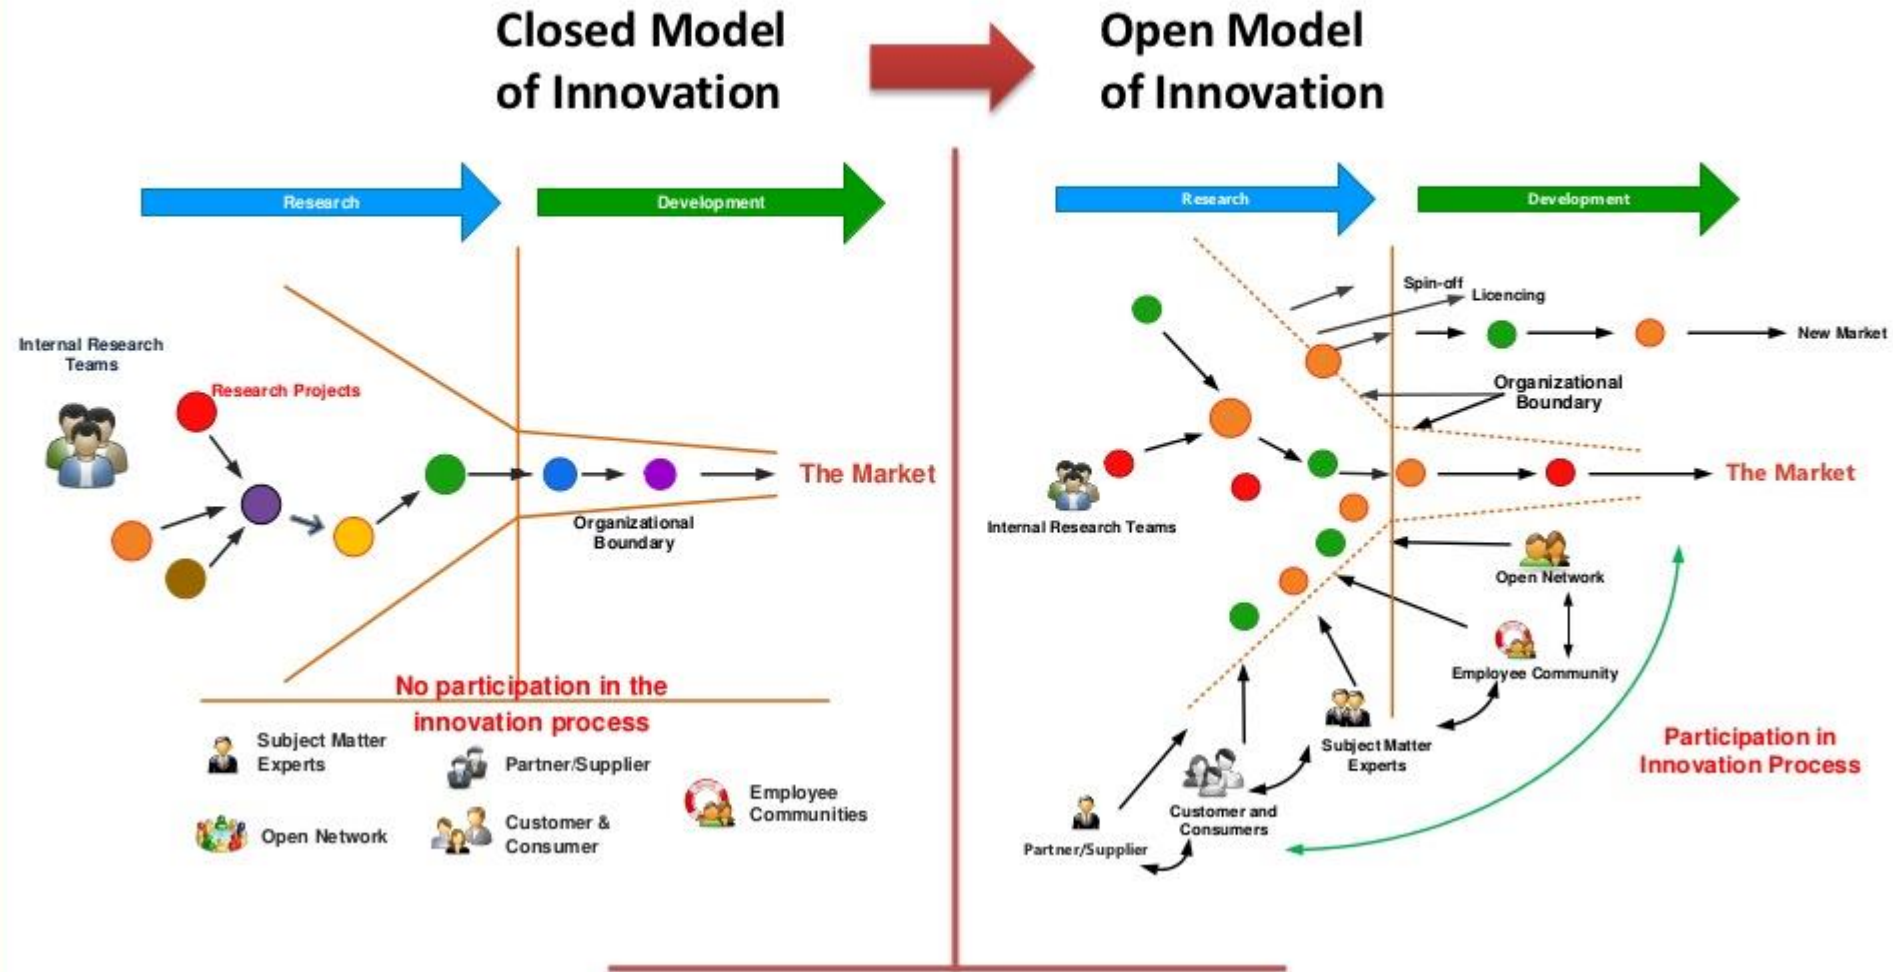 Closed Model
of Innovation
Open Model
of Innovation
Research
Development
Internal Research
Teams
Research Projects
The Market
Organizational
Boundary
No participation in the
innovation process
Subject Matter
Experts
Partner/Supplier
Employee
Communities
Open Network
Customer &
Consumer
Research
Development
Spin-off
Licencing
New Market
Organizational
Boundary
The Market
Internal Research Teams
Open Network
Employee Community
Subject Matter
Experts
Participation in
Innovation Process
Customer and
Consumers
Partner/Supplier